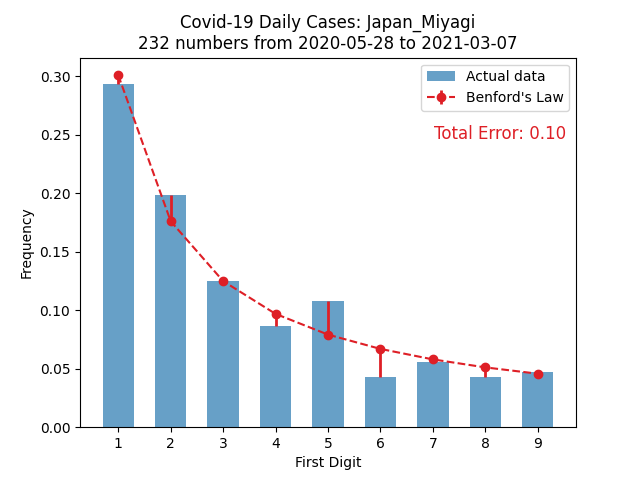 Covid-19 Daily Cases: Japan_Miyagi
232 numbers from 2020-05-28 to 2021-03-07
Actual data
Benford's Law
Total Error: 0.10
Frequency
0.30
0.25
0.20
0.15
0.10
0.05
0.00
1 2 3 4 5 6 7 8 9
First Digit